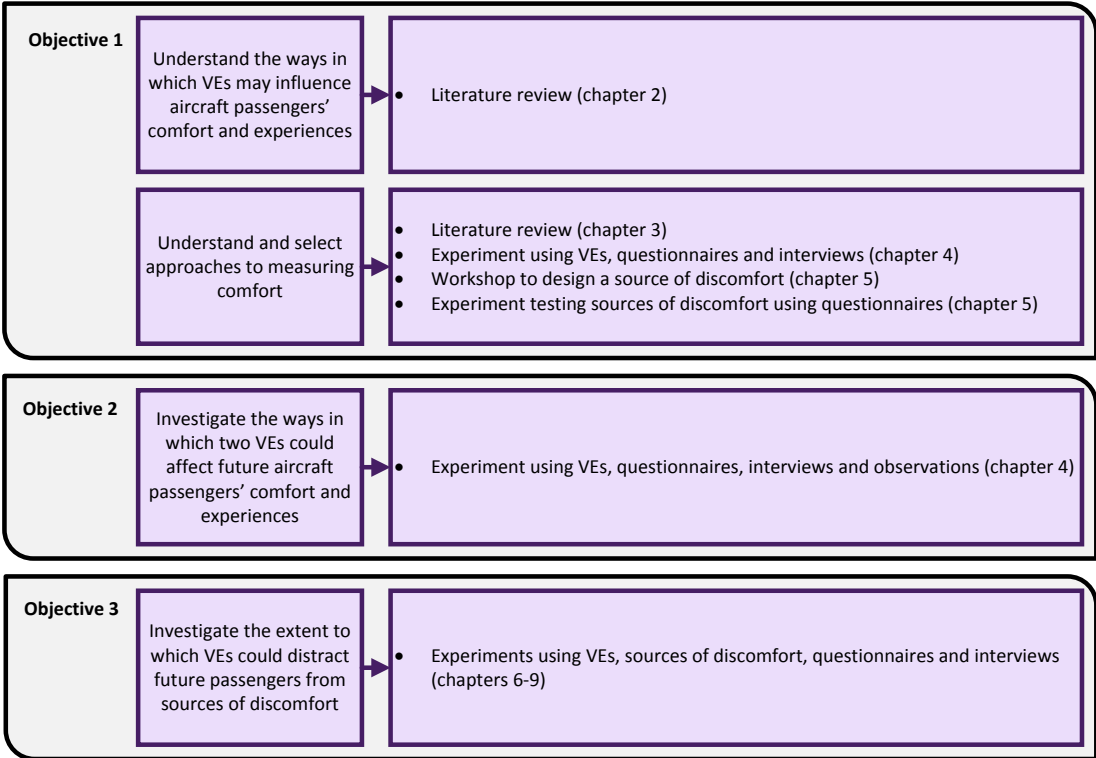 Objective 1
Understand the ways in
which VEs may influence
aircraft passengers’
comfort and experiences
• Literature review (chapter 2)
Understand and select
approaches to measuring
comfort
• Literature review (chapter 3)
• Experiment using VEs, questionnaires and interviews (chapter 4)
• Workshop to design a source of discomfort (chapter 5)
• Experiment testing sources of discomfort using questionnaires (chapter 5)
Objective 2
Investigate the ways in
which two VEs could
affect future aircraft
passengers’ comfort and
experiences
• Experiment using VEs, questionnaires, interviews and observations (chapter 4)
Objective 3
Investigate the extent to
which VEs could distract
future passengers from
sources of discomfort
• Experiments using VEs, sources of discomfort, questionnaires and interviews
(chapters 6-9)